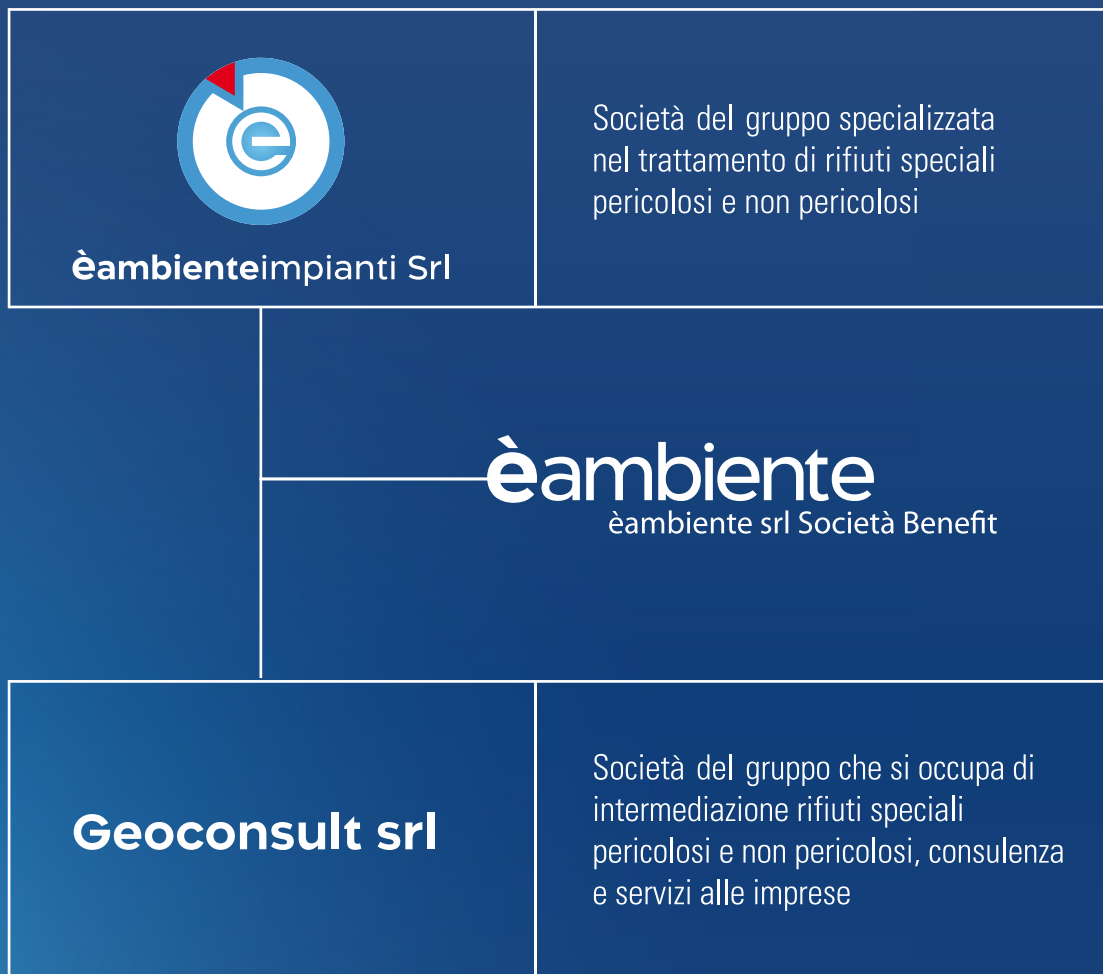 e
èambienteimpianti Srl
Società del gruppo specializzata
nel trattamento di rifiuti speciali
pericolosi e non pericolosi
èambiente
èambiente srl Società Benefit
Geoconsult srl
Società del gruppo che si occupa di
intermediazione rifiuti speciali
pericolosi e non pericolosi, consulenza
e servizi alle imprese